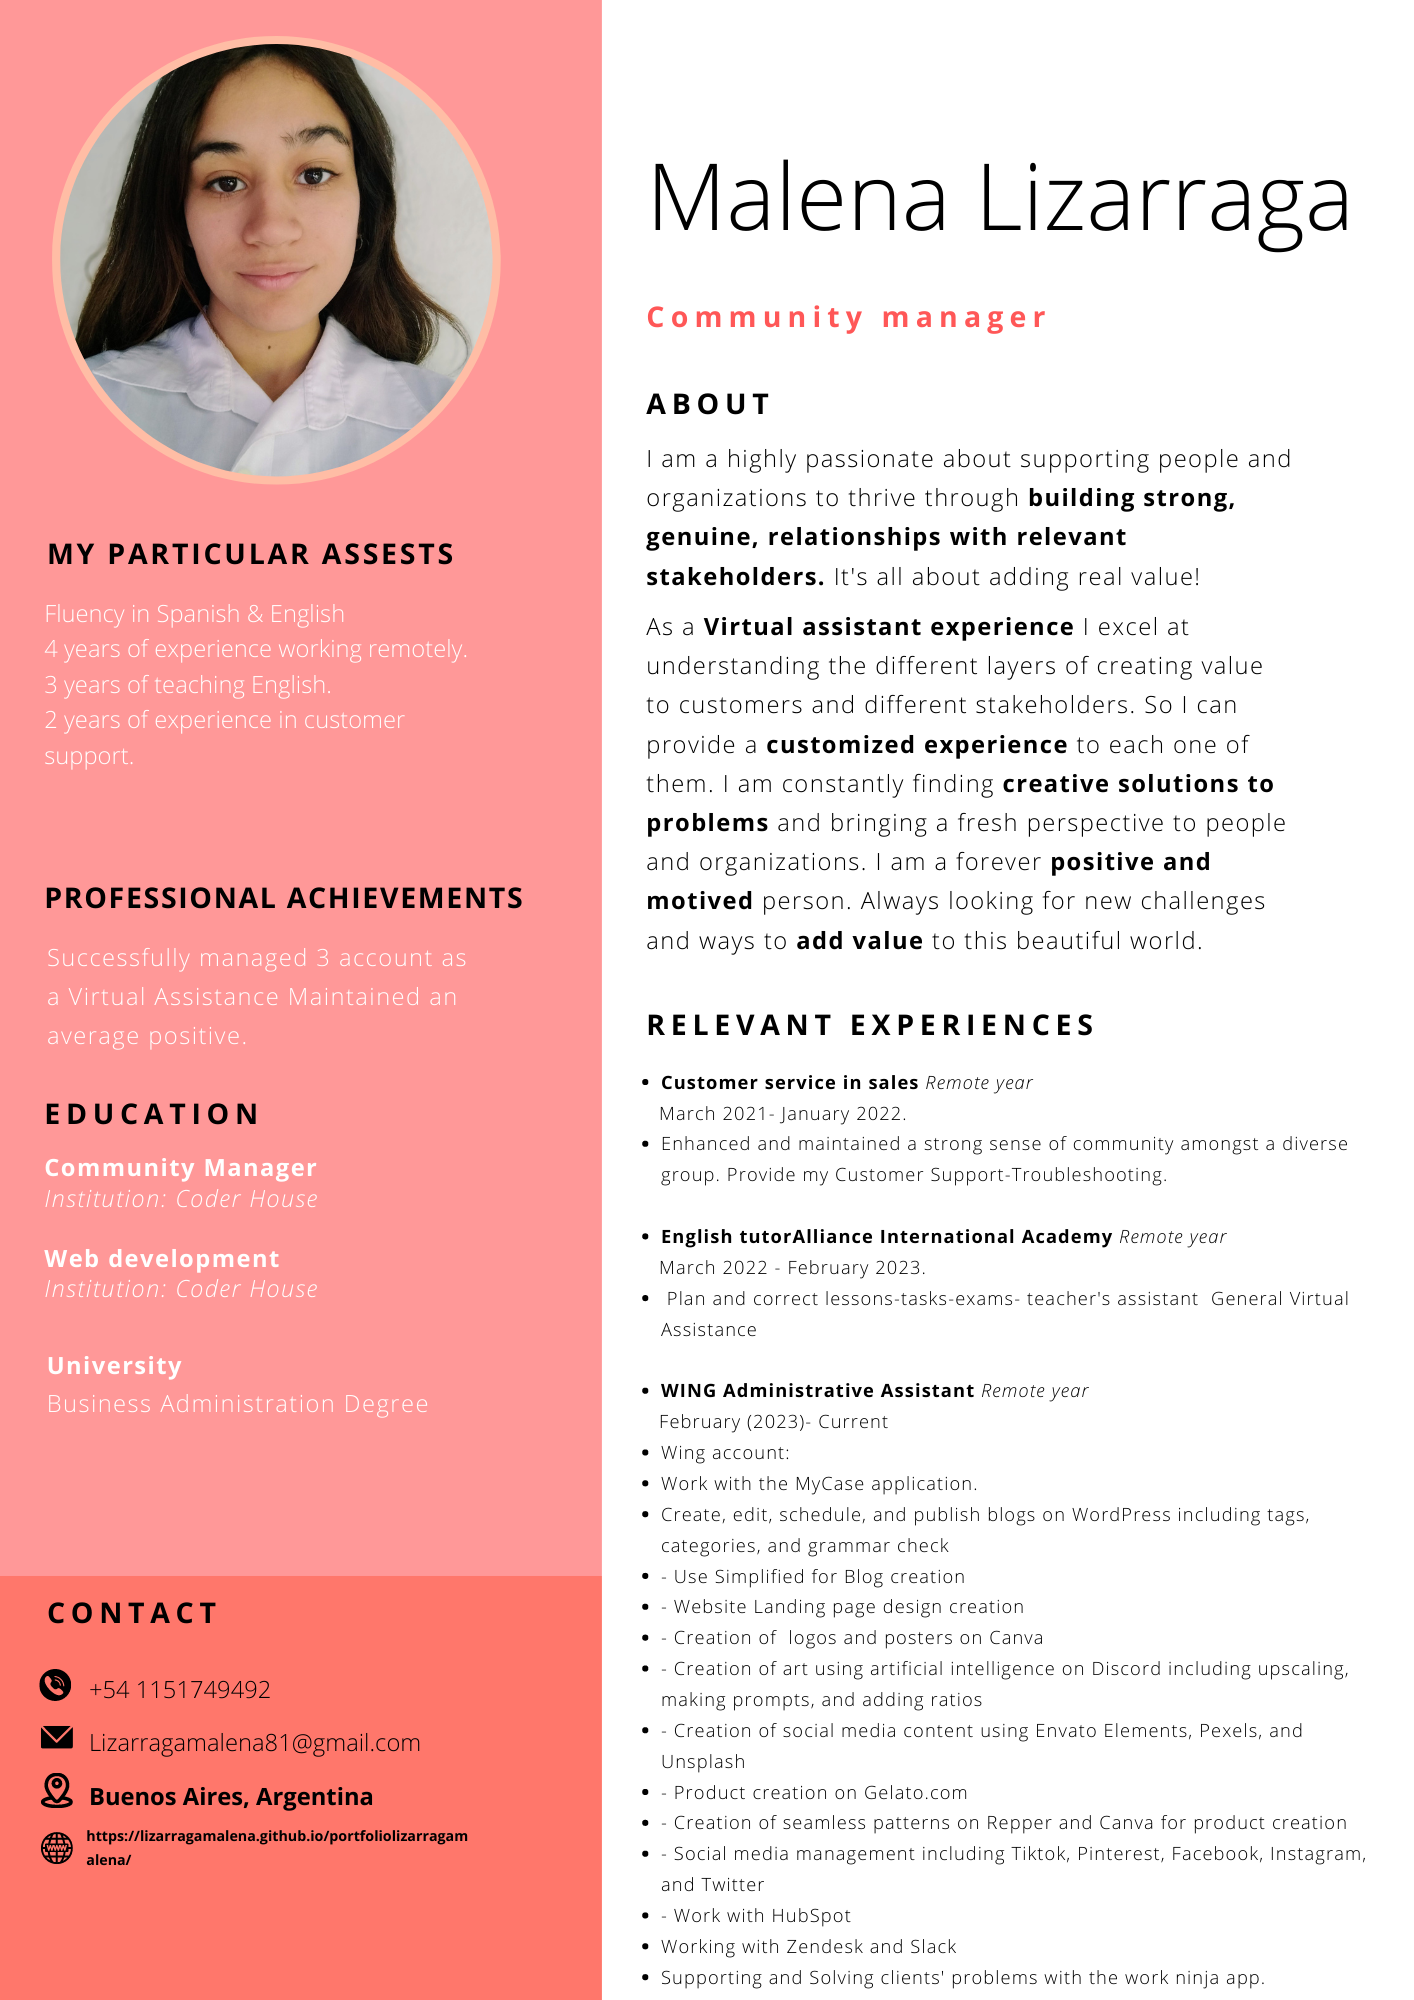 MY PARTICULAR ASSESTS
Fluency in Spanish & English
4 years of experience working remotely.
3 years of teaching English.
2 years of experience in customer
support.
PROFESSIONAL ACHIEVEMENTS
Successfully managed 3 account as
a Virtual Assistance Maintained an
average positive.
EDUCATION
Community Manager
Institution: Coder House
Web development
Institution: Coder House
University
Business Administration Degree
CONTACT
+54 1151749492
Lizarragamalena81@gmail.com
Buenos Aires, Argentina
https://lizarragamalena.github.io/portfoliolizarragam
alena/
Malena Lizarraga
Community manager
ABOUT
I am a highly passionate about supporting people and
organizations to thrive through building strong,
genuine, relationships with relevant
stakeholders. It's all about adding real value!
As a Virtual assistant experience I excel at
understanding the different layers of creating value
to customers and different stakeholders. So I can
provide a customized experience to each one of
them. I am constantly finding creative solutions to
problems and bringing a fresh perspective to people
and organizations. I am a forever positive and
motived person. Always looking for new challenges
and ways to add value to this beautiful world.
RELEVANT EXPERIENCES
• Customer service in sales Remote year
March 2021- January 2022.
• Enhanced and maintained a strong sense of community amongst a diverse
group. Provide my Customer Support-Troubleshooting.
• English tutorAlliance International Academy Remote year
March 2022 - February 2023.
• Plan and correct lessons-tasks-exams- teacher's assistant General Virtual
Assistance
• WING Administrative Assistant Remote year
February (2023)- Current
• Wing account:
• Work with the MyCase application.
• Create, edit, schedule, and publish blogs on WordPress including tags,
categories, and grammar check
• - Use Simplified for Blog creation
• - Website Landing page design creation
• - Creation of logos and posters on Canva
• - Creation of art using artificial intelligence on Discord including upscaling,
making prompts, and adding ratios
• - Creation of social media content using Envato Elements, Pexels, and
Unsplash
• - Product creation on Gelato.com
• - Creation of seamless patterns on Repper and Canva for product creation
• - Social media management including Tiktok, Pinterest, Facebook, Instagram,
and Twitter
• - Work with HubSpot
• Working with Zendesk and Slack
• Supporting and Solving clients' problems with the work ninja app.